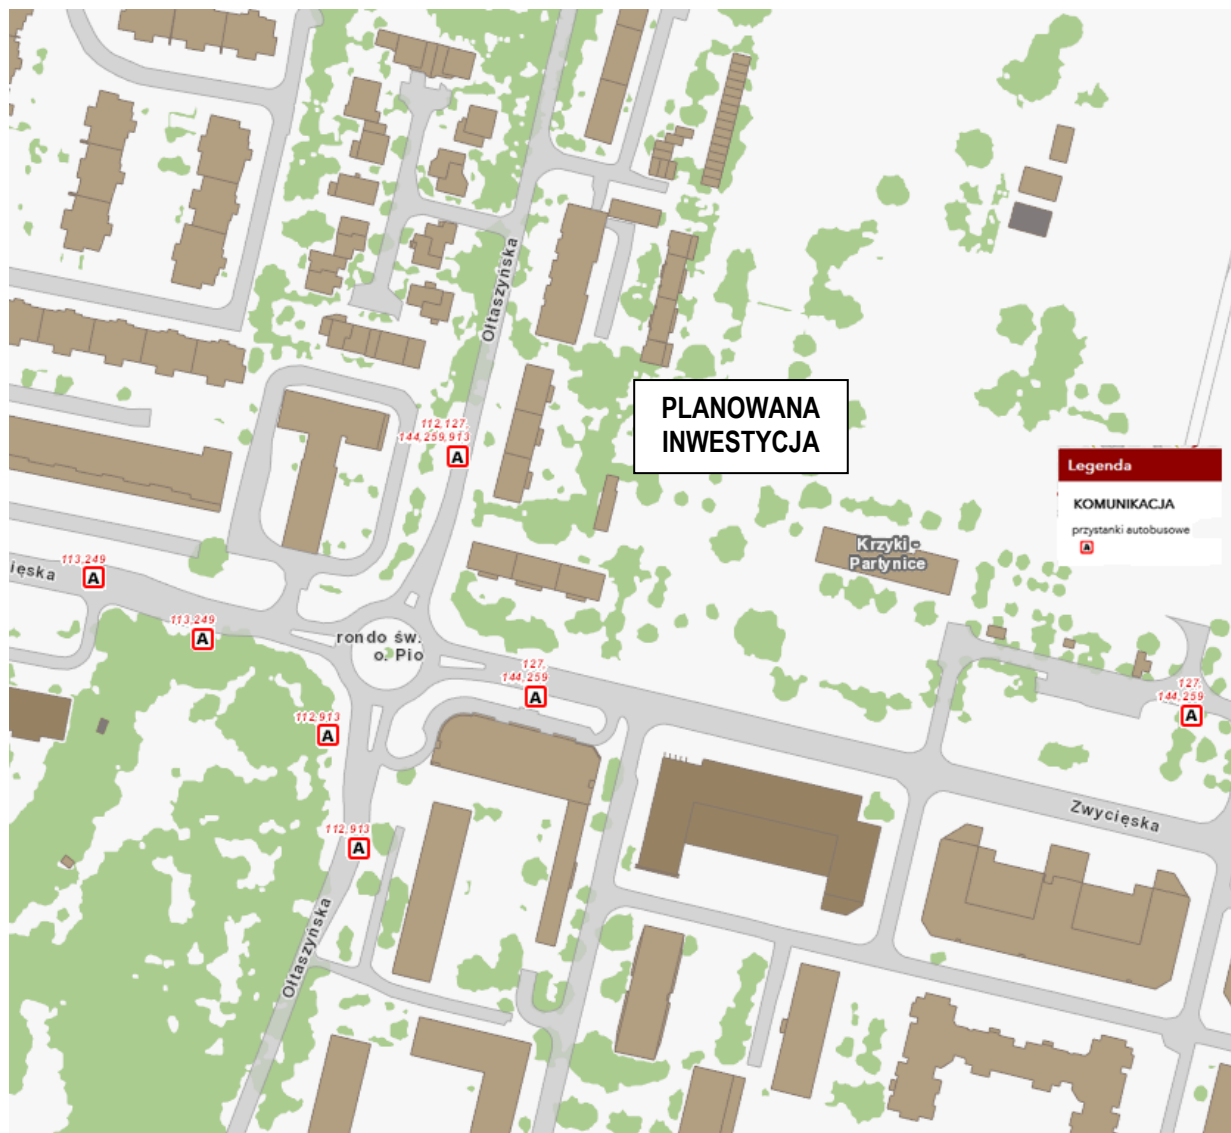 Ołtaszyńska
PLANOWANA
INWESTYCJA
112,127,
144,259,913
A
Legenda
KOMUNIKACJA
przystanki autobusowe
A
Krzyki -
Partynice
113,249
A
ięska
113,249
A
rondo św.
o. Pio
127,
144,259
A
127,
144,259
A
112,913
A
Zwycięska
112,913
A
Ołtaszyńska